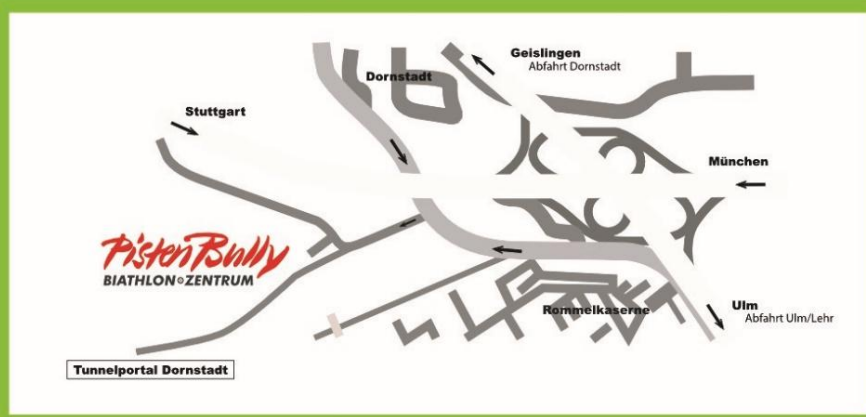 Geislingen
Abfahrt Dornstadt
Dornstadt
Stuttgart
München
PistenBully
BIATHLON ZENTRUM
Ulm
Abfahrt Ulm/Lehr
Rommelkaserne
Tunnelportal Dornstadt